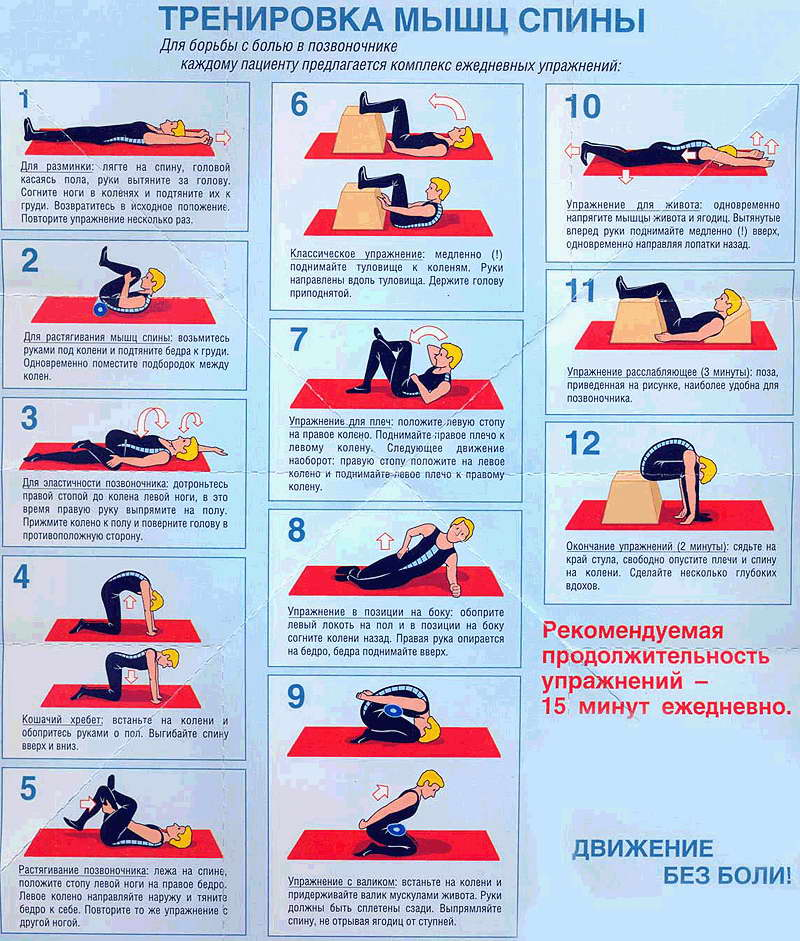 ТРЕНИРОВКА МЫШЦ СПИНЫ
Для борьбы с болью в позвоночнике
каждому пациенту предлагается комплекс ежедневных упражнений:
1
Для разминки: лягте на спину, головой
касаясь пола, руки вытяните за голову.
Согните ноги в коленях и подтяните их к
груди. Возвратитесь в исходное положение.
Повторите упражнение несколько раз.
2
Для растягивания мышц спины: возьмитесь
руками под колени и подтяните бедра к груди.
Одновременно поместите подбородок между
колен.
3
Для эластичности позвоночника: дотроньтесь
правой стопой до колена левой ноги, в это
время правую руку выпрямите на полу.
Прижмите колено к полу и поверните голову в
противоположную сторону.
4
Кошачий хребет: встаньте на колени и
обопритесь руками о пол. Выгибайте спину
вверх и вниз.
5
Растягивание позвоночника: лежа на спине,
положите стопу левой ноги на правое бедро.
Левое колено направляйте наружу и тяните
бедро к себе. Повторите то же упражнение с
другой ногой.
6
Классическое упражнение: медленно (!)
поднимайте туловище к коленям. Руки
направлены вдоль туловища. Держите голову
приподнятой.
7
Упражнение для плеч: положите левую стопу
на правое колено. Поднимайте правое плечо к
левому колену. Следующее движение
наоборот: правую стопу положите на левое
колено и поднимайте левое плечо к правому
колену.
8
Упражнение в позиции на боку: обоприте
левый локоть на пол и в позиции на боку
согните колени назад. Правая рука опирается
на бедро, бедра поднимайте вверх.
9
Упражнение с валиком: встаньте на колени и
придерживайте валик мускулами живота. Руки
должны быть сплетены сзади. Выпрямляйте
спину, не отрывая ягодиц от ступней.
10
Упражнение для живота: одновременно
напрягите мышцы живота и ягодиц. Вытянутые
вперед руки поднимайте медленно (!) вверх,
одновременно направляя лопатки назад.
11
Упражнение расслабляющее (3 минуты): поза,
приведенная на рисунке, наиболее удобна для
позвоночника.
12
Окончание упражнений (2 минуты): сядьте на
край стула, свободно опустите плечи и спину
на колени. Сделайте несколько глубоких
вдохов.
Рекомендуемая
продолжительность
упражнений –
15 минут ежедневно.
ДВИЖЕНИЕ
БЕЗ БОЛИ!